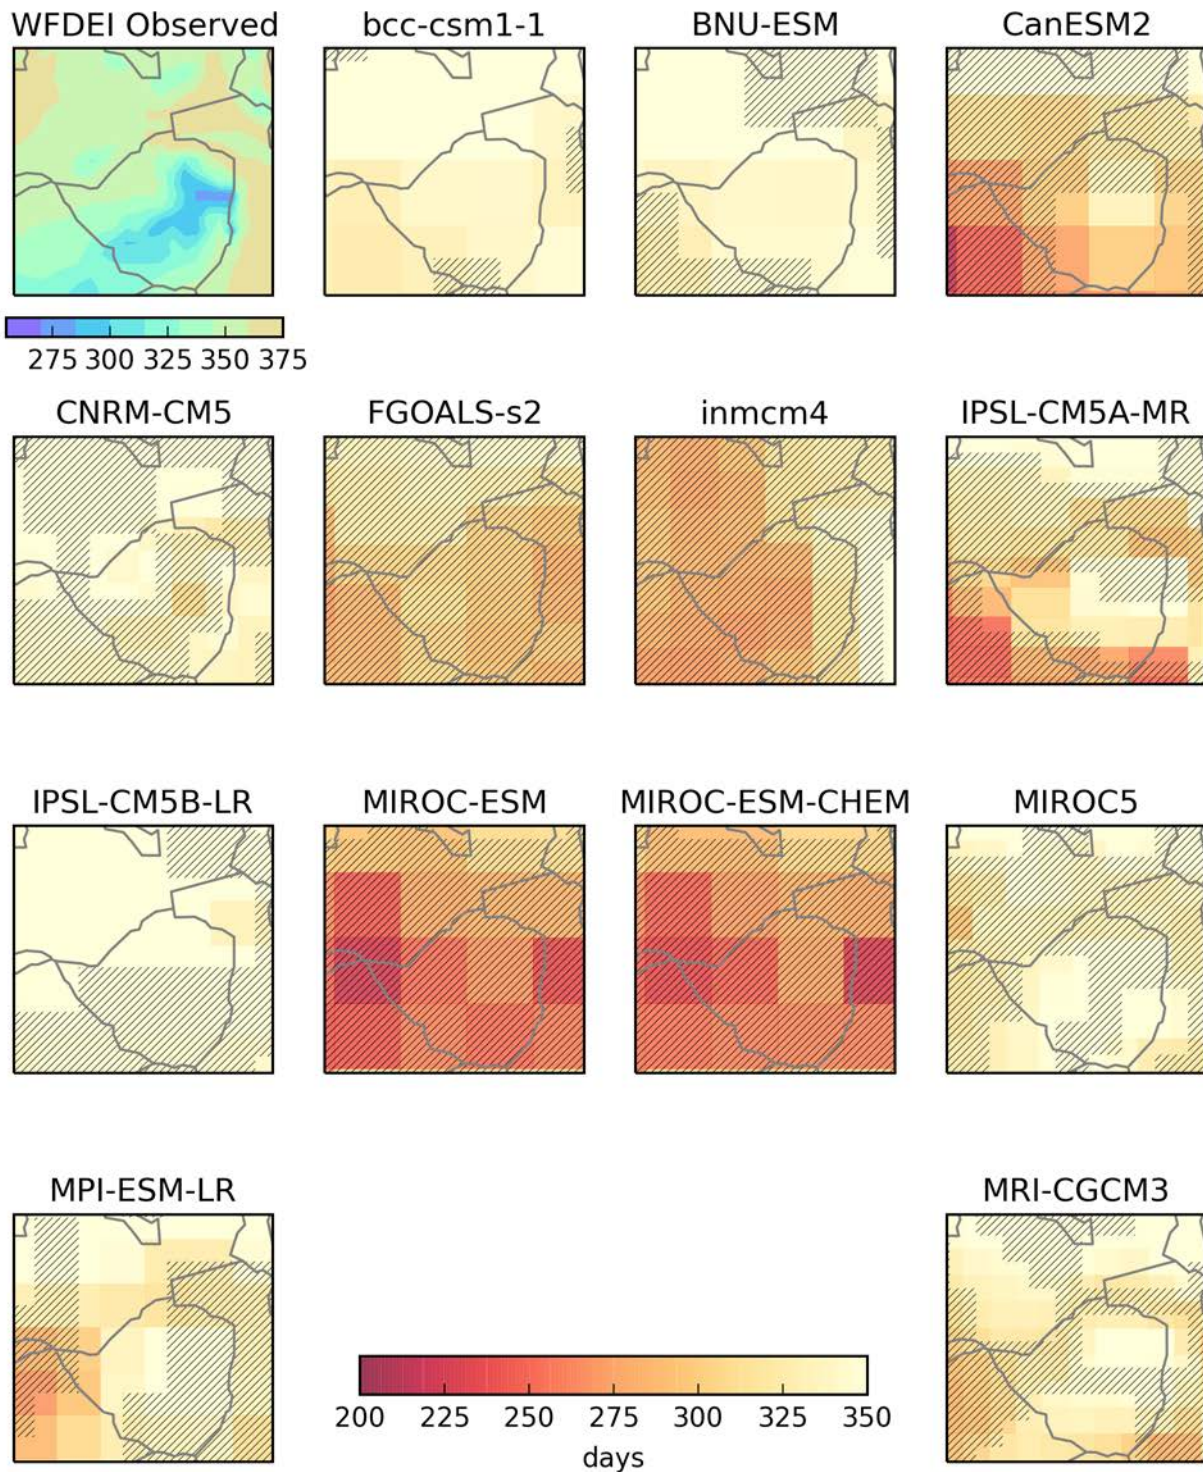 WFDEI Observed
bcc-csm1-1
BNU-ESM
CanESM2
275 300 325 350 375
CNRM-CM5
FGOALS-s2
inmcm4
IPSL-CM5A-MR
IPSL-CM5B-LR
MIROC-ESM
MIROC-ESM-CHEM
MIROC5
MPI-ESM-LR
MRI-CGCM3
200 225 250 275 300 325 350
days